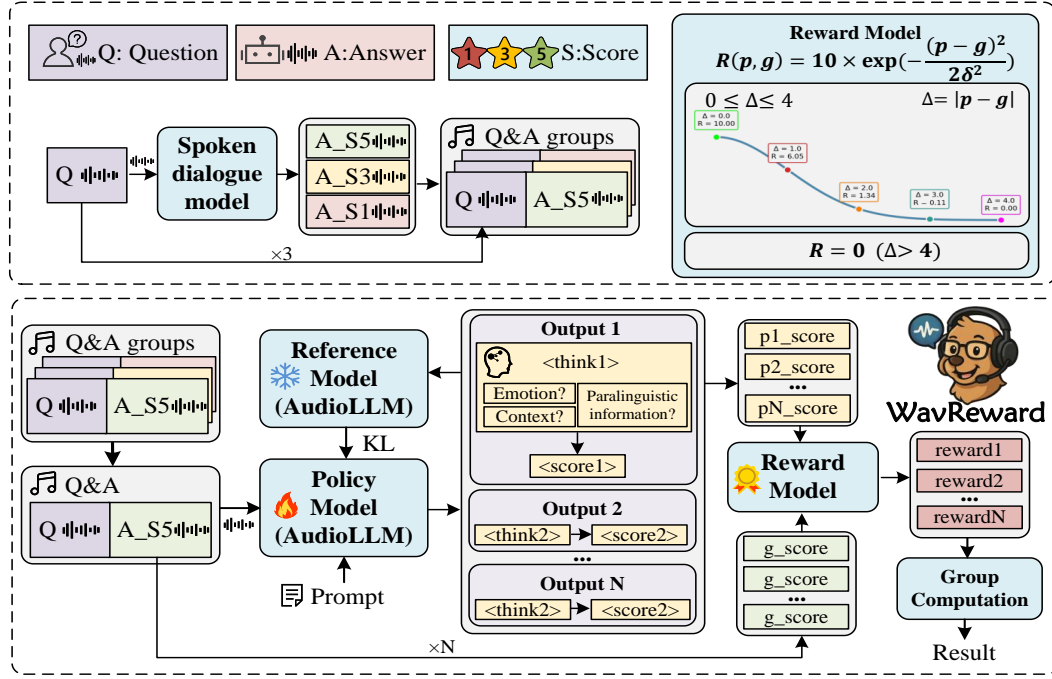 Q: Question
A:Answer
1 3 5 S:Score
Q
Spoken
dialogue
model
A_S5
A_S3
A_S1
Q&A groups
Q A_S5
×3
Reward Model
R(p, g) = 10 × exp(−(p − g)²/2δ²)
0 ≤ Δ≤ 4
Δ= |p − g|
Δ = 0.0
R = 10.00
Δ = 1.0
R = 6.05
Δ = 2.0
R = 1.34
Δ = 3.0
R − 0.11
Δ = 4.0
R = 0.00
R = 0 (Δ> 4)
Q&A groups
Q A_S5
Q&A
Q A_S5
Reference
Model
(AudioLLM)
KL
Policy
Model
(AudioLLM)
Prompt
×N
Output 1
<think1>
Emotion?
Context?
Paralinguistic
information?
<score1>
Output 2
<think2> <score2>
...
Output N
<think2> <score2>
p1_score
p2_score
...
pN_score
Reward
Model
g_score
g_score
...
g_score
WavReward
reward1
reward2
...
rewardN
Group
Computation
Result